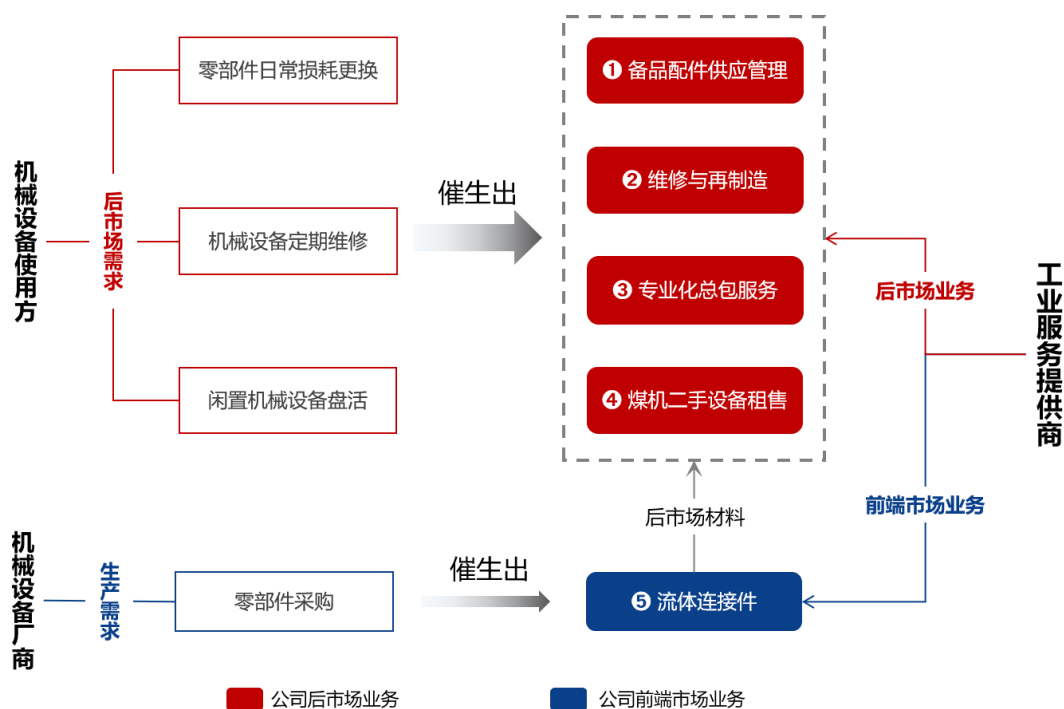 机械设备使用方
后市场需求
零部件日常损耗更换
机械设备定期维修
闲置机械设备盘活
催生出
❶ 备品配件供应管理
❷ 维修与再制造
❸ 专业化总包服务
❹ 煤机二手设备租售
后市场业务
工业服务提供商
前端市场业务
后市场材料
机械设备厂商
生产需求
零部件采购
催生出
❺ 流体连接件
公司后市场业务
公司前端市场业务